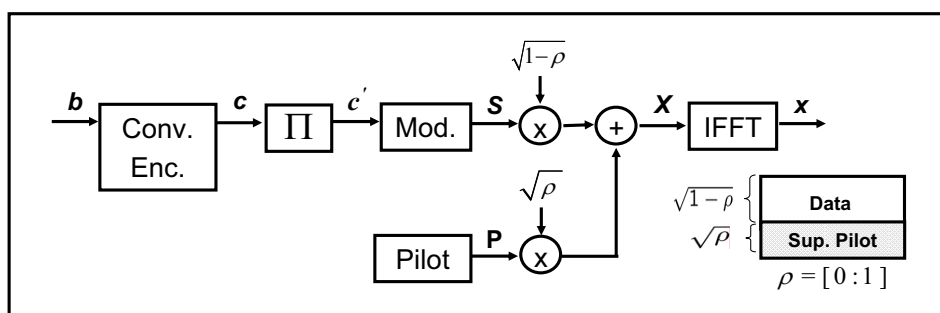 √1−ρ
b
c
c'
S
X
x
Conv.
Enc.
Π
Mod.
x
+
IFFT
√ρ
√1−ρ
Data
P
Pilot
x
√ρ
Sup. Pilot
ρ = [ 0 : 1 ]